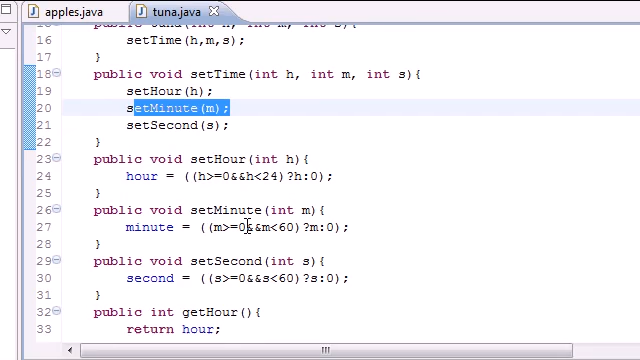 apples.java tuna.java
16 setTime(h,m,s);
17 }
18 public void setTime(int h, int m, int s){
19 setHour(h);
20 setMinute(m);
21 setSecond(s);
22 }
23 public void setHour(int h){
24 hour = ((h>=0&&h<24)?h:0);
25 }
26 public void setMinute(int m){
27 minute = ((m>=0&&m<60)?m:0);
28 }
29 public void setSecond(int s){
30 second = ((s>=0&&s<60)?s:0);
31 }
32 public int getHour(){
33 return hour;